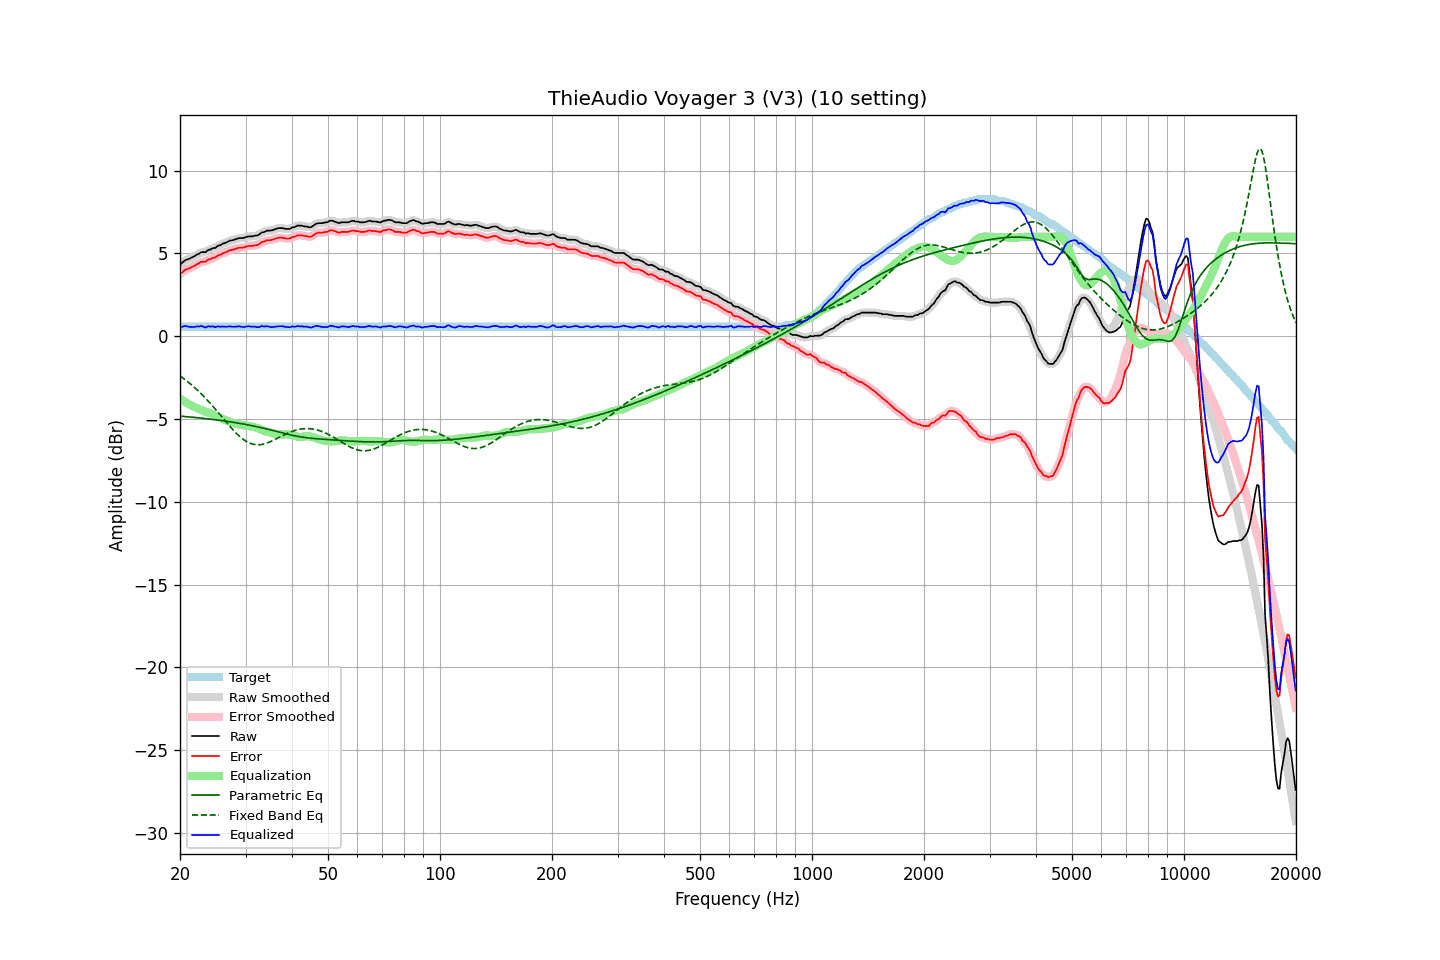 ThieAudio Voyager 3 (V3) (10 setting)
10
5
0
−5
−10
−15
−20
−25
−30
Amplitude (dBr)
Target
Raw Smoothed
Error Smoothed
Raw
Error
Equalization
Parametric Eq
Fixed Band Eq
Equalized
20 50 100 200 500 1000 2000 5000 10000 20000
Frequency (Hz)